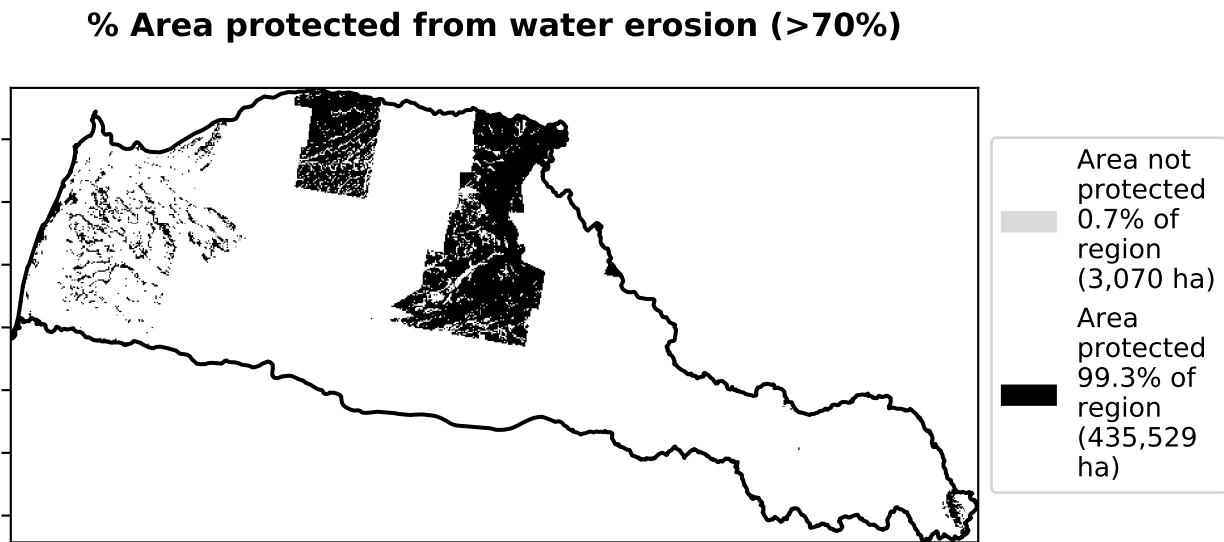 % Area protected from water erosion (>70%)
Area not
protected
0.7% of
region
(3,070 ha)
Area
protected
99.3% of
region
(435,529
ha)